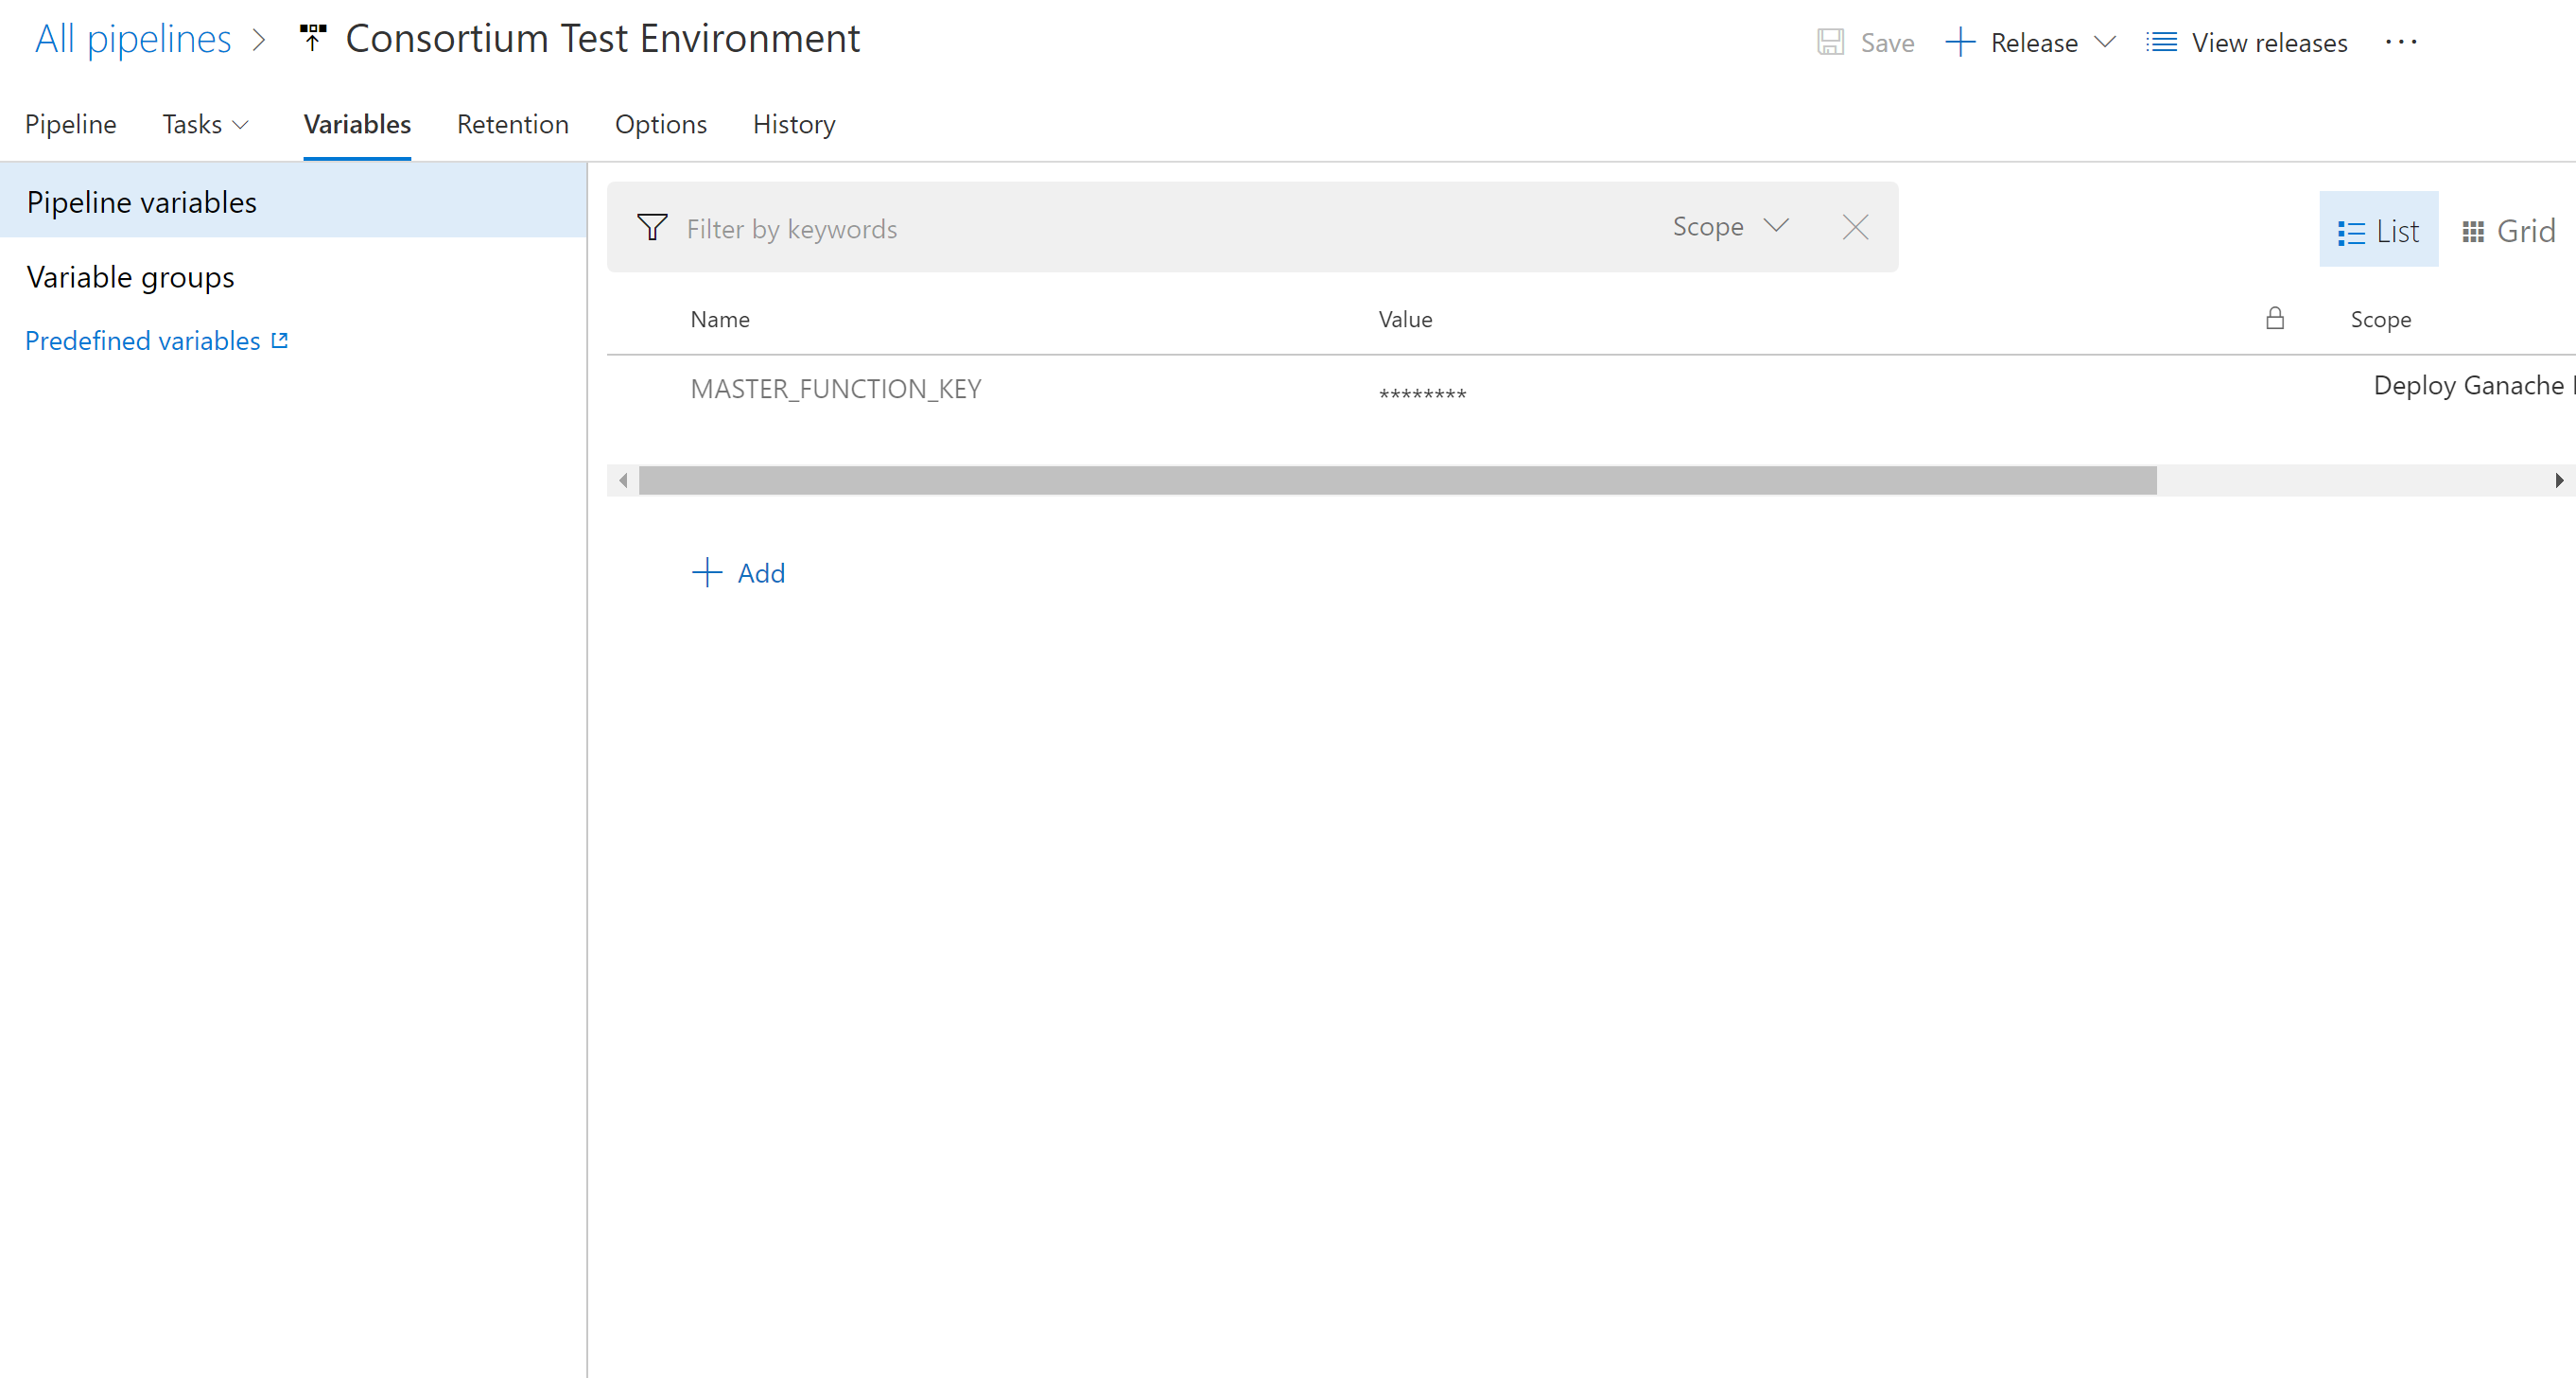 All pipelines > Consortium Test Environment
Save Release View releases ...
Pipeline Tasks Variables Retention Options History
Pipeline variables
Variable groups
Predefined variables
Filter by keywords Scope
List Grid
Name Value Scope
MASTER_FUNCTION_KEY ******** Deploy Ganache
Add